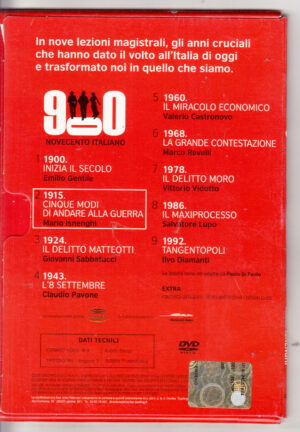 In nove lezioni magistrali, gli anni cruciali
che hanno dato il volto all'Italia di oggi
e trasformato noi in quello che siamo.
900
NOVECENTO ITALIANO
1 1900.
INIZIA IL SECOLO
Emilio Gentile
2 1915.
CINQUE MODI
DI ANDARE ALLA GUERRA
Mario Isnenghi
3 1924.
IL DELITTO MATTEOTTI
Giovanni Sabbatucci
4 1943.
L'8 SETTEMBRE
Claudio Pavone
5 1960.
IL MIRACOLO ECONOMICO
Valerio Castronovo
6 1968.
LA GRANDE CONTESTAZIONE
Marco Revelli
7 1978.
IL DELITTO MORO
Vittorio Vidotto
8 1986.
IL MAXIPROCESSO
Salvatore Lupo
9 1992.
TANGENTOPOLI
Ilvo Diamanti
EXTRA
DATI TECNICI
DVD